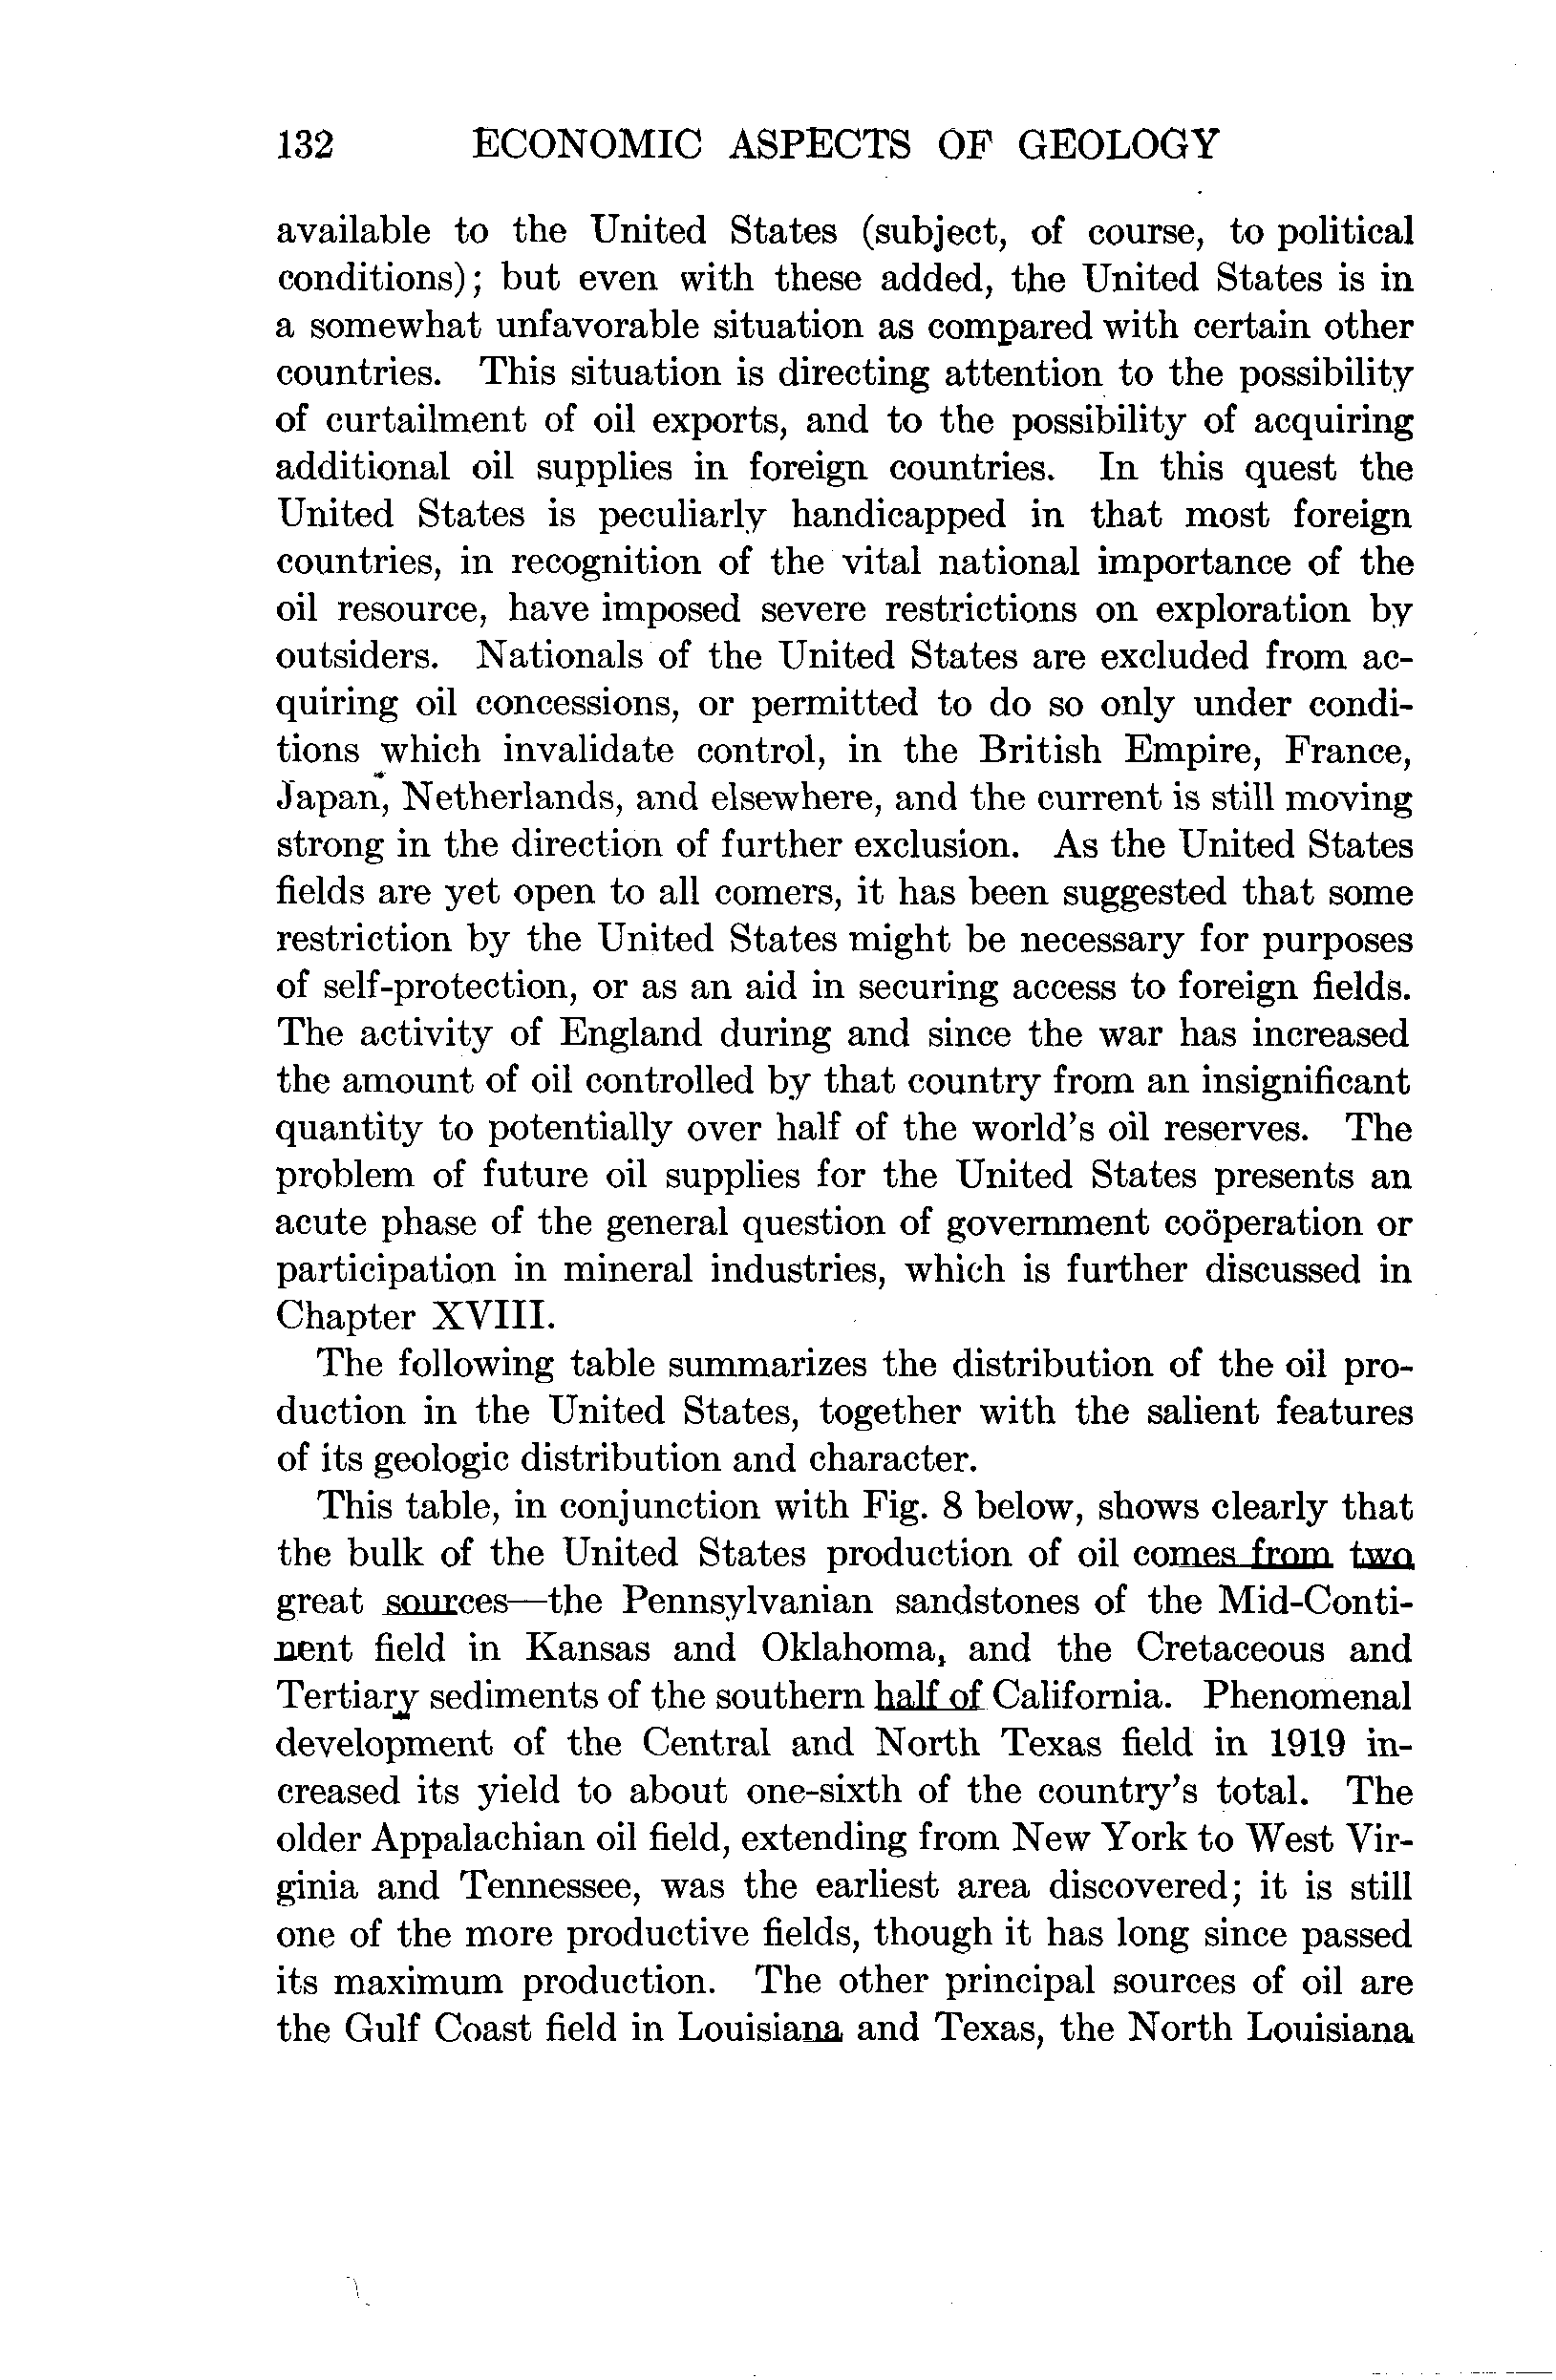 132 ECONOMIC ASPECTS OF GEOLOGY
available to the United States (subject, of course, to political
conditions); but even with these added, the United States is in
a somewhat unfavorable situation as compared with certain other
countries. This situation is directing attention to the possibility
of curtailment of oil exports, and to the possibility of acquiring
additional oil supplies in foreign countries. In this quest the
United States is peculiarly handicapped in that most foreign
countries, in recognition of the vital national importance of the
oil resource, have imposed severe restrictions on exploration by
outsiders. Nationals of the United States are excluded from ac-
quiring oil concessions, or permitted to do so only under condi-
tions which invalidate control, in the British Empire, France,
Japan, Netherlands, and elsewhere, and the current is still moving
strong in the direction of further exclusion. As the United States
fields are yet open to all comers, it has been suggested that some
restriction by the United States might be necessary for purposes
of self-protection, or as an aid in securing access to foreign fields.
The activity of England during and since the war has increased
the amount of oil controlled by that country from an insignificant
quantity to potentially over half of the world's oil reserves. The
problem of future oil supplies for the United States presents an
acute phase of the general question of government coöperation or
participation in mineral industries, which is further discussed in
Chapter XVIII.
The following table summarizes the distribution of the oil pro-
duction in the United States, together with the salient features
of its geologic distribution and character.
This table, in conjunction with Fig. 8 below, shows clearly that
the bulk of the United States production of oil comes from two
great sources—the Pennsylvanian sandstones of the Mid-Conti-
nent field in Kansas and Oklahoma, and the Cretaceous and
Tertiary sediments of the southern half of California. Phenomenal
development of the Central and North Texas field in 1919 in-
creased its yield to about one-sixth of the country's total. The
older Appalachian oil field, extending from New York to West Vir-
ginia and Tennessee, was the earliest area discovered; it is still
one of the more productive fields, though it has long since passed
its maximum production. The other principal sources of oil are
the Gulf Coast field in Louisiana and Texas, the North Louisiana